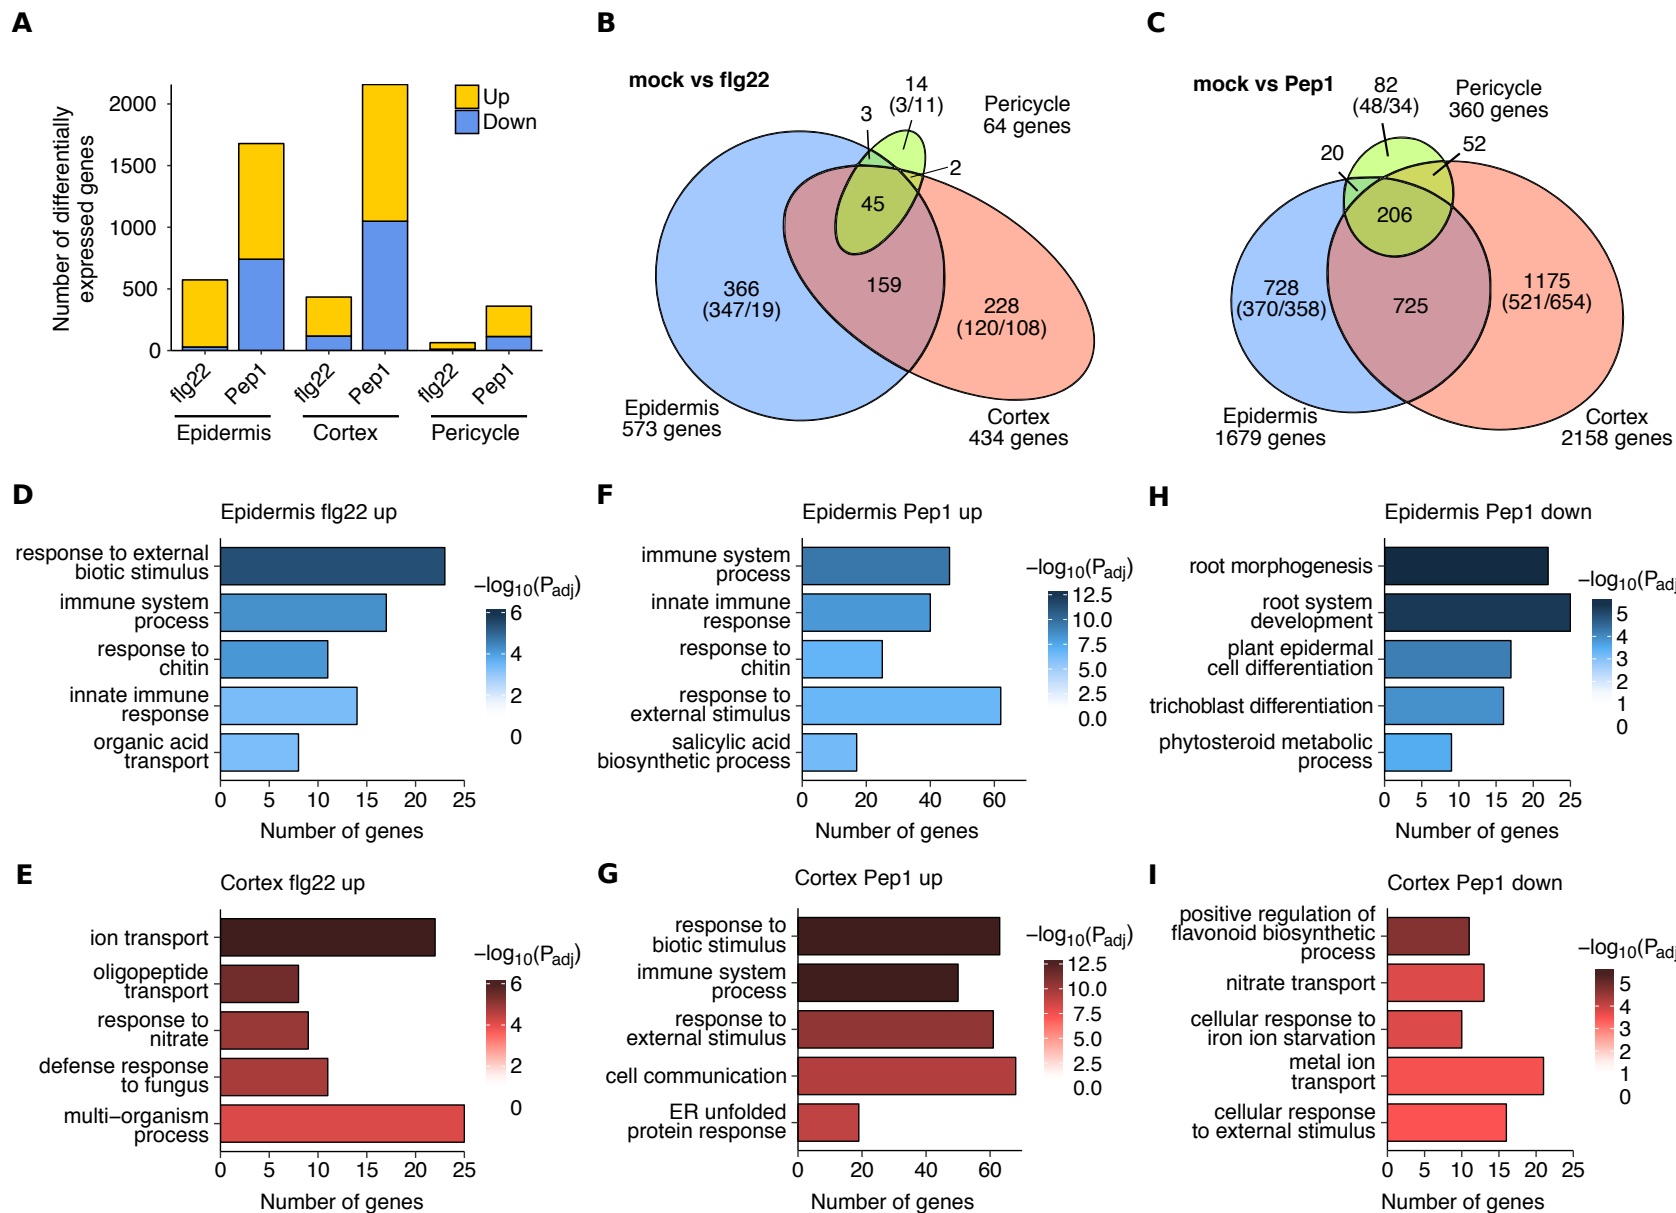 A
Number of differentially
expressed genes
2000
1500
1000
500
0
Up
Down
flg22
Pep1
flg22
Pep1
flg22
Pep1
Epidermis
Cortex
Pericycle
B
mock vs flg22
14
(3/11)
Pericycle
64 genes
3
2
45
366
(347/19)
159
228
(120/108)
Epidermis
573 genes
Cortex
434 genes
C
mock vs Pep1
82
(48/34)
Pericycle
360 genes
20
52
206
728
(370/358)
725
1175
(521/654)
Epidermis
1679 genes
Cortex
2158 genes
D
Epidermis flg22 up
response to external
biotic stimulus
immune system
process
response to
chitin
innate immune
response
organic acid
transport
0 5 10 15 20 25
Number of genes
−log10(Padj)
6
4
2
0
F
Epidermis Pep1 up
immune system
process
innate immune
response
response to
chitin
response to
external stimulus
salicylic acid
biosynthetic process
0 20 40 60
Number of genes
−log10(Padj)
12.5
10.0
7.5
5.0
2.5
0.0
H
Epidermis Pep1 down
root morphogenesis
root system
development
plant epidermal
cell differentiation
trichoblast differentiation
phytosteroid metabolic
process
0 5 10 15 20 25
Number of genes
−log10(Padj
5
4
3
2
1
0
E
Cortex flg22 up
ion transport
oligopeptide
transport
response to
nitrate
defense response
to fungus
multi−organism
process
0 5 10 15 20 25
Number of genes
−log10(Padj)
6
4
2
0
G
Cortex Pep1 up
response to
biotic stimulus
immune system
process
response to
external stimulus
cell communication
ER unfolded
protein response
0 20 40 60
Number of genes
−log10(Padj)
12.5
10.0
7.5
5.0
2.5
0.0
I
Cortex Pep1 down
positive regulation of
flavonoid biosynthetic
process
nitrate transport
cellular response to
iron ion starvation
metal ion
transport
cellular response
to external stimulus
0 5 10 15 20 25
Number of genes
−log10(Padj
5
4
3
2
1
0